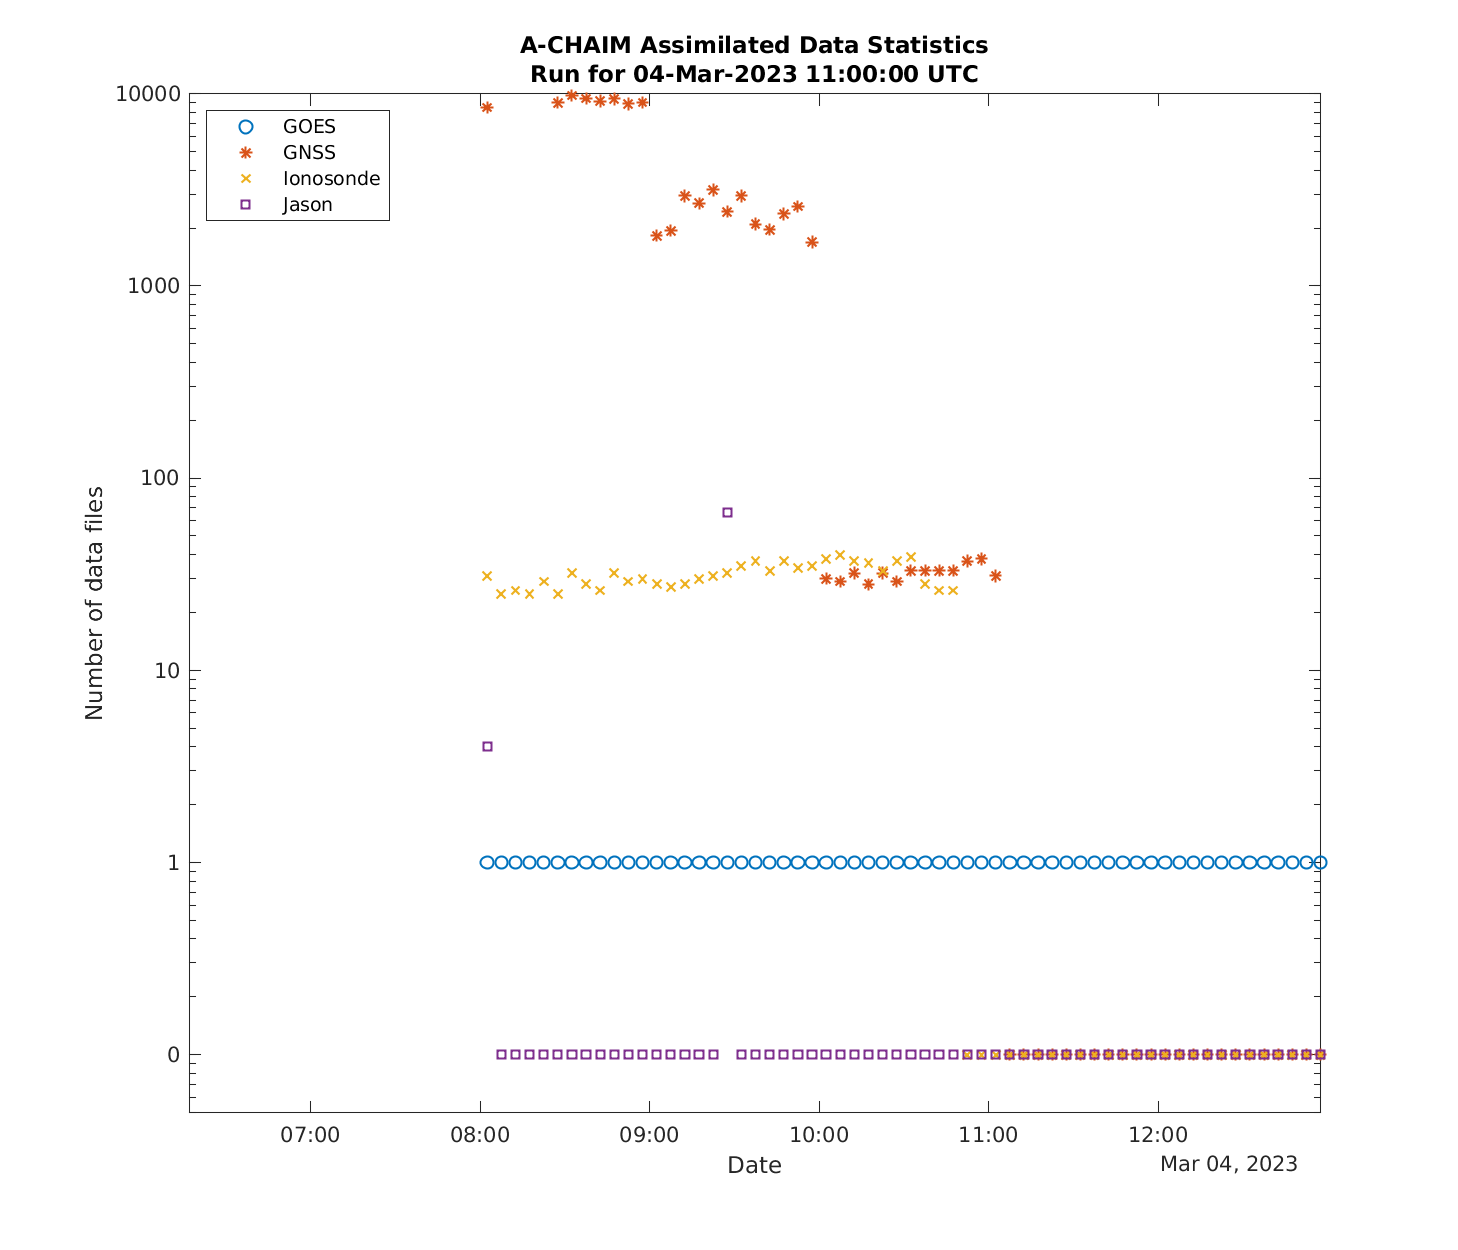 A-CHAIM Assimilated Data Statistics
Run for 04-Mar-2023 11:00:00 UTC
10000
1000
100
10
1
0
Number of data files
GOES
GNSS
Ionosonde
Jason
07:00 08:00 09:00 10:00 11:00 12:00
Date
Mar 04, 2023